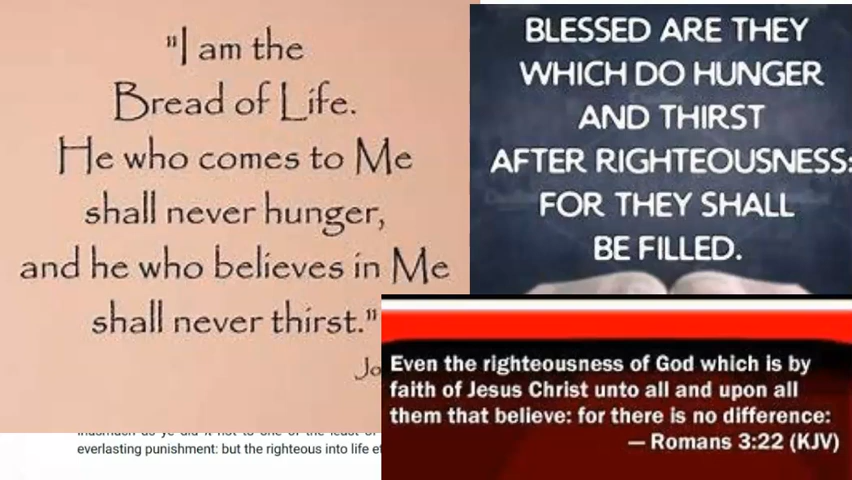 "I am the
Bread of Life.
He who comes to Me
shall never hunger,
and he who believes in Me
shall never thirst."
BLESSED ARE THEY
WHICH DO HUNGER
AND THIRST
AFTER RIGHTEOUSNESS:
FOR THEY SHALL
BE FILLED.
Even the righteousness of God which is by
faith of Jesus Christ unto all and upon all
them that believe: for there is no difference:
— Romans 3:22 (KJV)
everlasting punishment: but the righteous into life